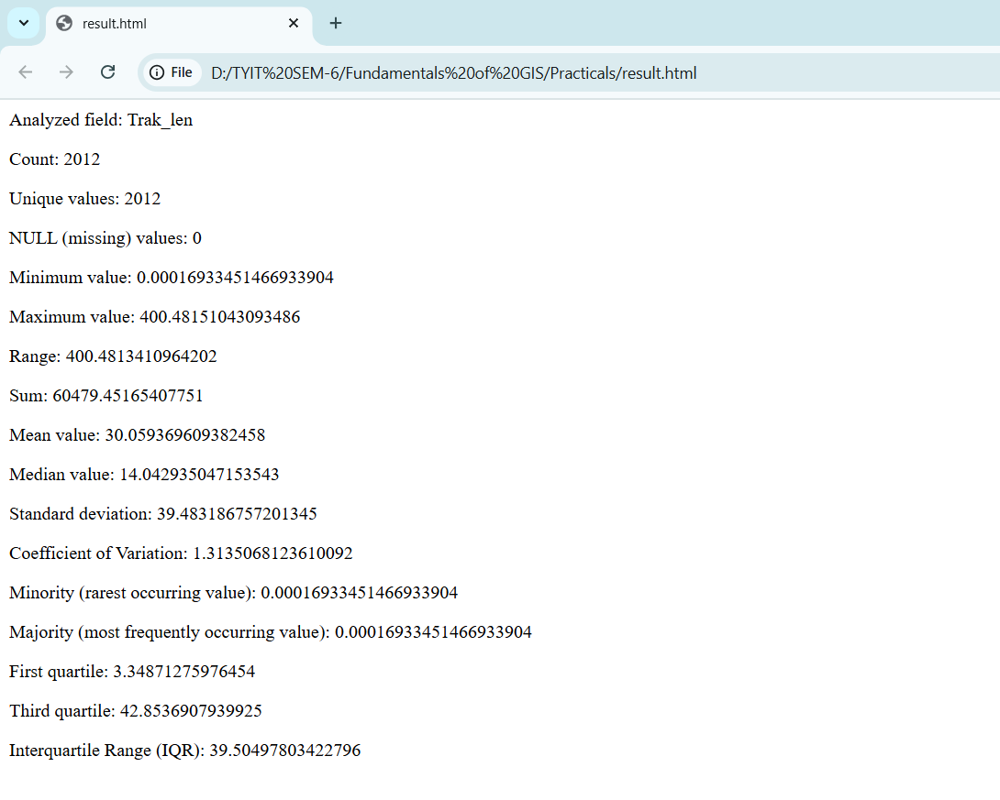 result.html
File
D:/TYIT%20SEM-6/Fundamentals%20of%20GIS/Practicals/result.html
Analyzed field: Trak_len
Count: 2012
Unique values: 2012
NULL (missing) values: 0
Minimum value: 0.00016933451466933904
Maximum value: 400.48151043093486
Range: 400.4813410964202
Sum: 60479.45165407751
Mean value: 30.059369609382458
Median value: 14.042935047153543
Standard deviation: 39.483186757201345
Coefficient of Variation: 1.3135068123610092
Minority (rarest occurring value): 0.00016933451466933904
Majority (most frequently occurring value): 0.00016933451466933904
First quartile: 3.34871275976454
Third quartile: 42.8536907939925
Interquartile Range (IQR): 39.50497803422796